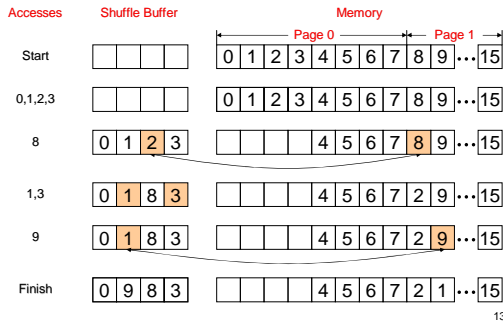 Accesses Shuffle Buffer Memory
Page 0 Page 1
Start 0 1 2 3 4 5 6 7 8 9 ••• 15
0,1,2,3 0 1 2 3 4 5 6 7 8 9 ••• 15
8 0 1 2 3 4 5 6 7 8 9 ••• 15
1,3 0 1 8 3 4 5 6 7 2 9 ••• 15
9 0 1 8 3 4 5 6 7 2 9 ••• 15
Finish 0 9 8 3 4 5 6 7 2 1 ••• 15